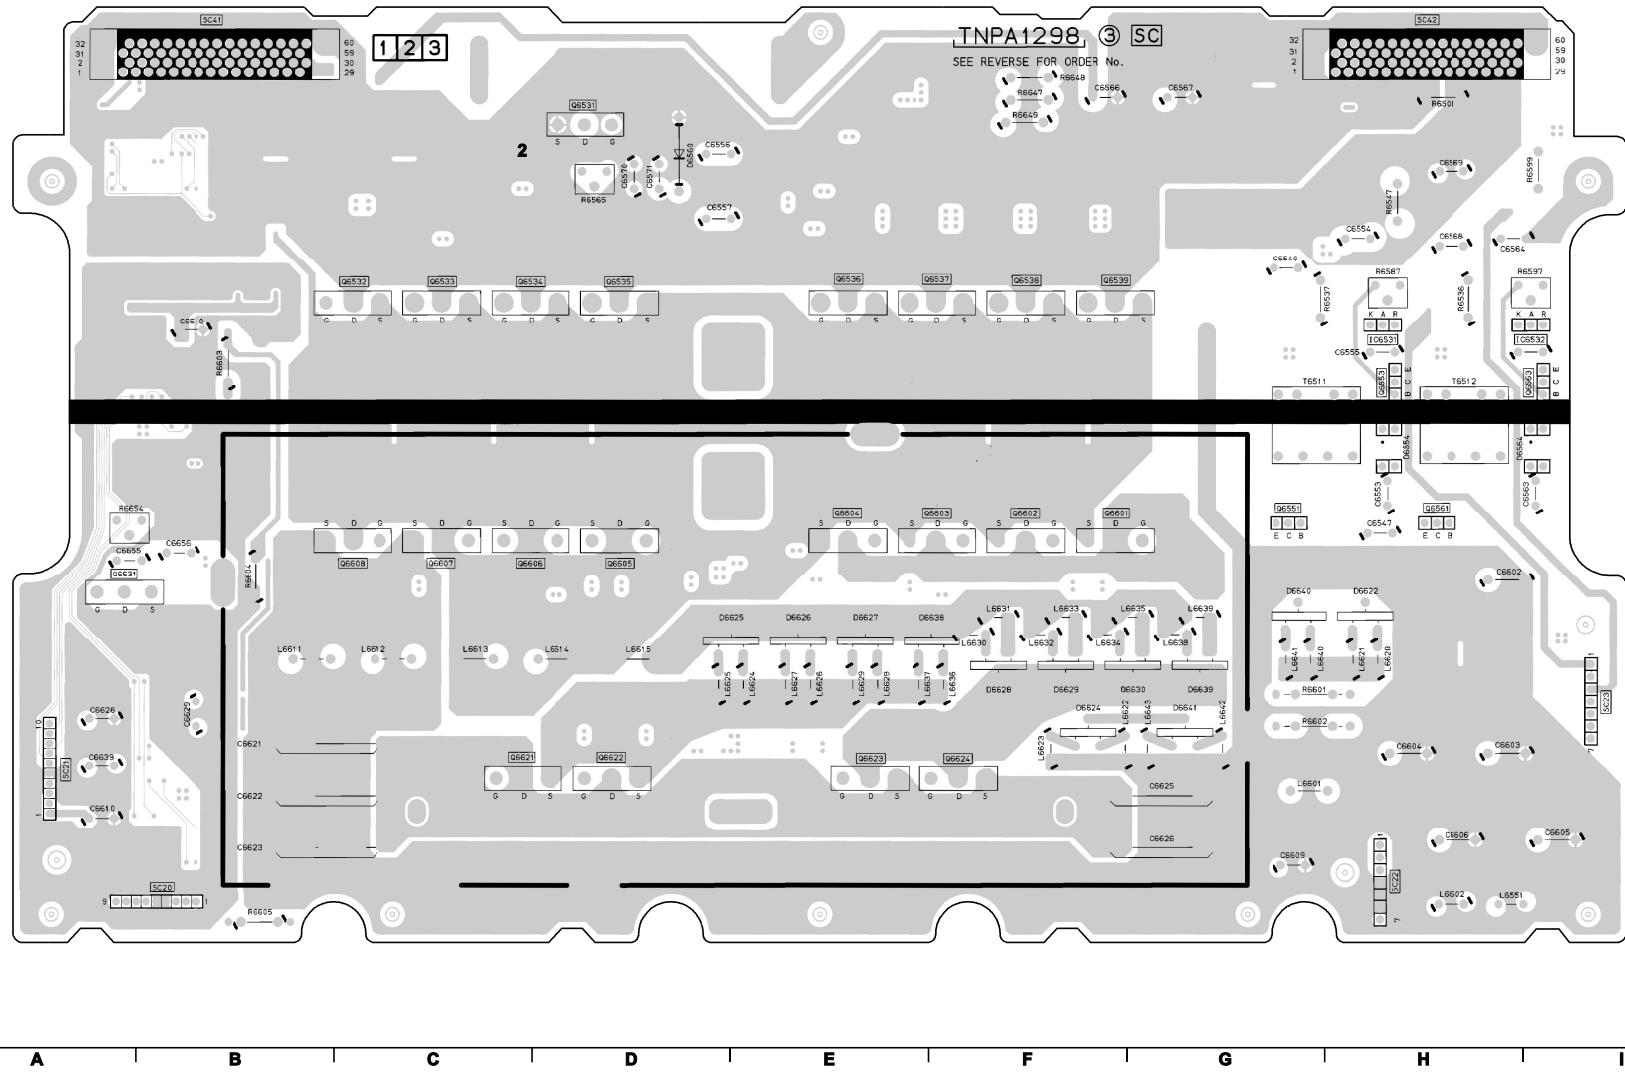 SC41
32 60
31 59
2 30
1 29
1 2 3
TNPA1298 3 SC
SEE REVERSE FOR ORDER No.
SC42
32 60
31 59
2 30
1 29
R6648
R6647
R6649
C6566
C6567
R6501
Q6531
S D G
2
R6565
C6570
C6571
D6560
C6556
C6557
C6569
R6599
R6547
C6554
C6568
C6564
Q6532
Q6533
Q6534
Q6535
Q6536
Q6537
Q6538
Q6539
G D S
G D S
G D S
G D S
G D S
G D S
G D S
G D S
R6587
R6597
R6537
R6536
K A R
K A R
IC6531
IC6532
C6555
R6603
T6511
T6512
Q6553
B C E
Q6563
B C E
D6554
D6564
C6553
C6563
R6654
C6655
C6656
R6604
G D S
S D G
S D G
S D G
S D G
Q6608
Q6607
Q6606
Q6605
Q6604
Q6603
Q6602
Q6601
S D G
S D G
S D G
S D G
Q6551
E C B
C6547
Q6561
E C B
C6602
D6625
D6626
D6627
D6638
L6631
L6633
L6635
L6639
L6630
L6632
L6634
L6638
D6640
D6622
L6611
L6612
L6613
L6614
L6615
L6625
L6624
L6627
L6626
L6629
L6628
L6637
L6636
D6628
D6629
D6630
D6639
L6641
L6640
L6621
L6620
R6601
R6602
C6628
C6629
C6639
C6610
10
SC21
1
C6621
C6622
C6623
Q6621
Q6622
Q6623
Q6624
G D S
G D S
G D S
G D S
D6624
L6622
L6643
D6641
L6642
L6623
C6625
C6626
C6604
C6603
L6601
C6606
C6605
C6609
1
SC23
7
1
SC22
7
L6602
L6551
SC20
9 1
R6605
A B C D E F G H I